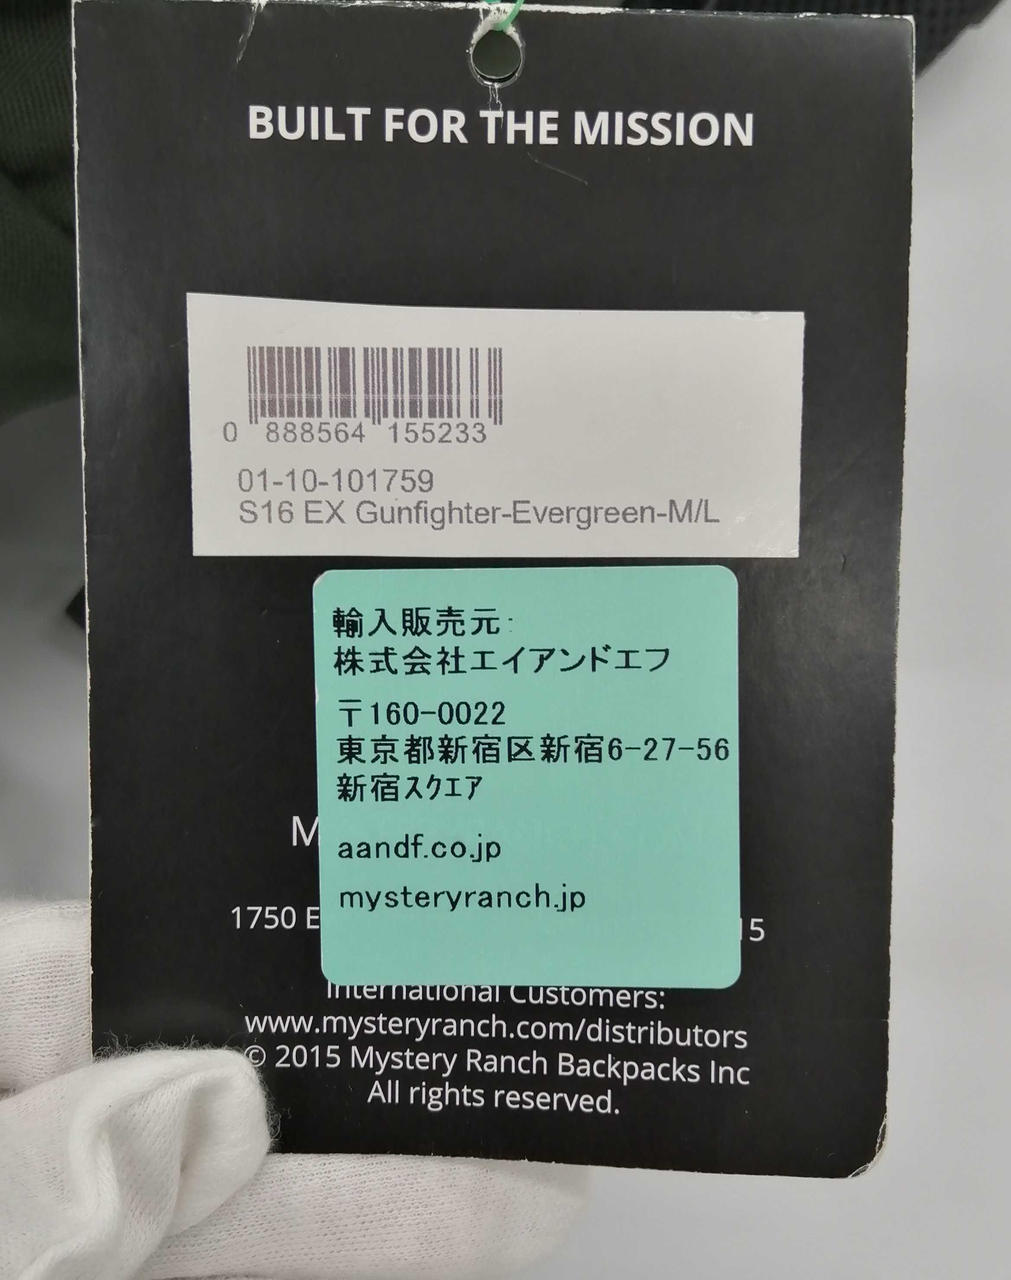 BUILT FOR THE MISSION
0 888564 155233
01-10-101759
S16 EX Gunfighter-Evergreen-M/L
輸入販売元:
株式会社エイアンドエフ
〒160-0022
東京都新宿区新宿6-27-56
新宿ｽｸｴｱ
aandf.co.jp
mysteryranch.jp
1750 E
International Customers:
www.mysteryranch.com/distributors
© 2015 Mystery Ranch Backpacks Inc
All rights reserved.